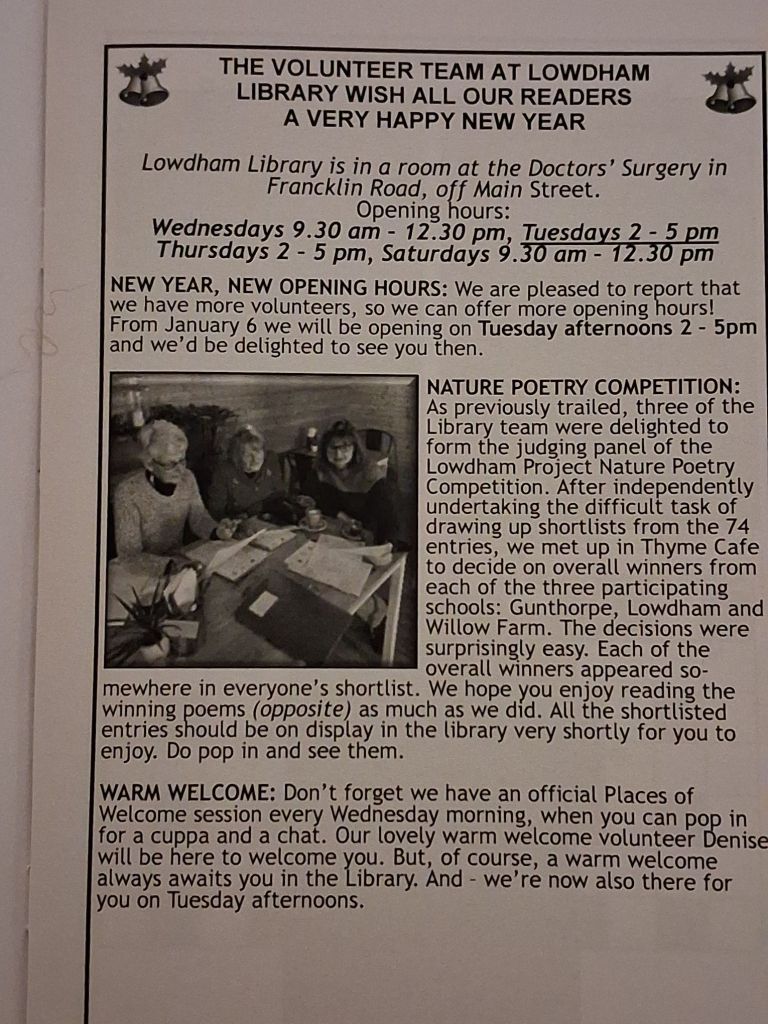 THE VOLUNTEER TEAM AT LOWDHAM
LIBRARY WISH ALL OUR READERS
A VERY HAPPY NEW YEAR
Lowdham Library is in a room at the Doctors' Surgery in
Francklin Road, off Main Street.
Opening hours:
Wednesdays 9.30 am - 12.30 pm, Tuesdays 2 - 5 pm
Thursdays 2 - 5 pm, Saturdays 9.30 am - 12.30 pm
NEW YEAR, NEW OPENING HOURS: We are pleased to report that
we have more volunteers, so we can offer more opening hours!
From January 6 we will be opening on Tuesday afternoons 2 - 5pm
and we'd be delighted to see you then.
NATURE POETRY COMPETITION:
As previously trailed, three of the
Library team were delighted to
form the judging panel of the
Lowdham Project Nature Poetry
Competition. After independently
undertaking the difficult task of
drawing up shortlists from the 74
entries, we met up in Thyme Cafe
to decide on overall winners from
each of the three participating
schools: Gunthorpe, Lowdham and
Willow Farm. The decisions were
surprisingly easy. Each of the
overall winners appeared so-
mewhere in everyone's shortlist. We hope you enjoy reading the
winning poems (opposite) as much as we did. All the shortlisted
entries should be on display in the library very shortly for you to
enjoy. Do pop in and see them.
WARM WELCOME: Don't forget we have an official Places of
Welcome session every Wednesday morning, when you can pop in
for a cuppa and a chat. Our lovely warm welcome volunteer Denise
will be here to welcome you. But, of course, a warm welcome
always awaits you in the Library. And - we're now also there for
you on Tuesday afternoons.